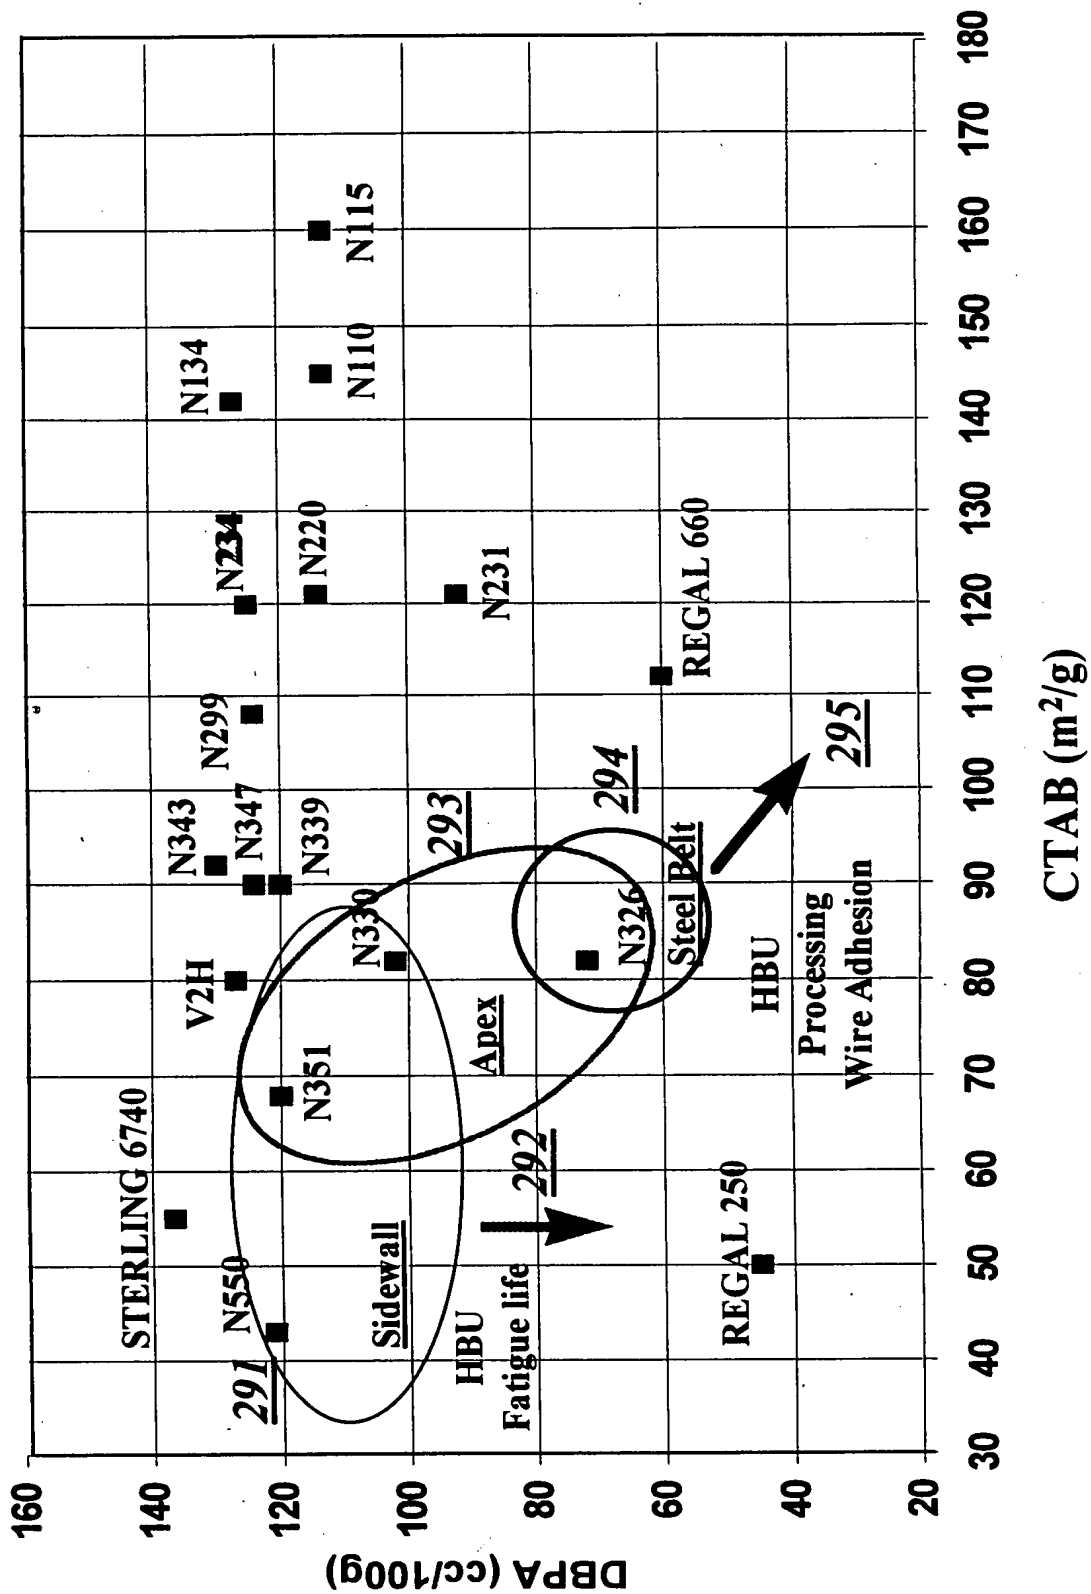 160
140
120
100
80
60
40
20
DBPA (cc/100g)
STERLING 6740
N550
291
V2H
N351
N343
N347
N339
N330
N299
N234
N220
N231
N134
N110
N115
Sidewall
HBU
Fatigue life
292
Apex
293
294
N326
Steel Belt
HBU
Processing
Wire Adhesion
295
REGAL 250
REGAL 660
30
40
50
60
70
80
90
100
110
120
130
140
150
160
170
180
CTAB (m²/g)